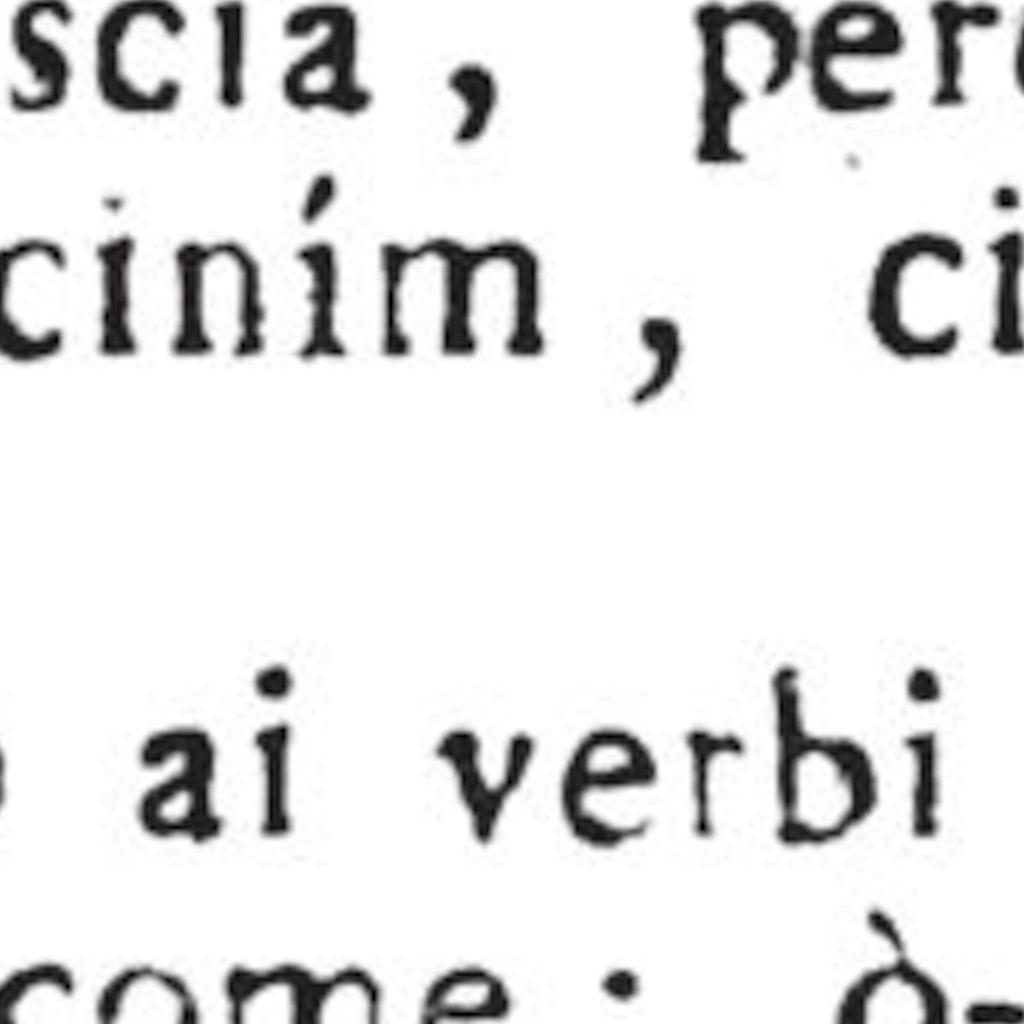 scia, per
ciním, ci
ai verbi
come: ò-